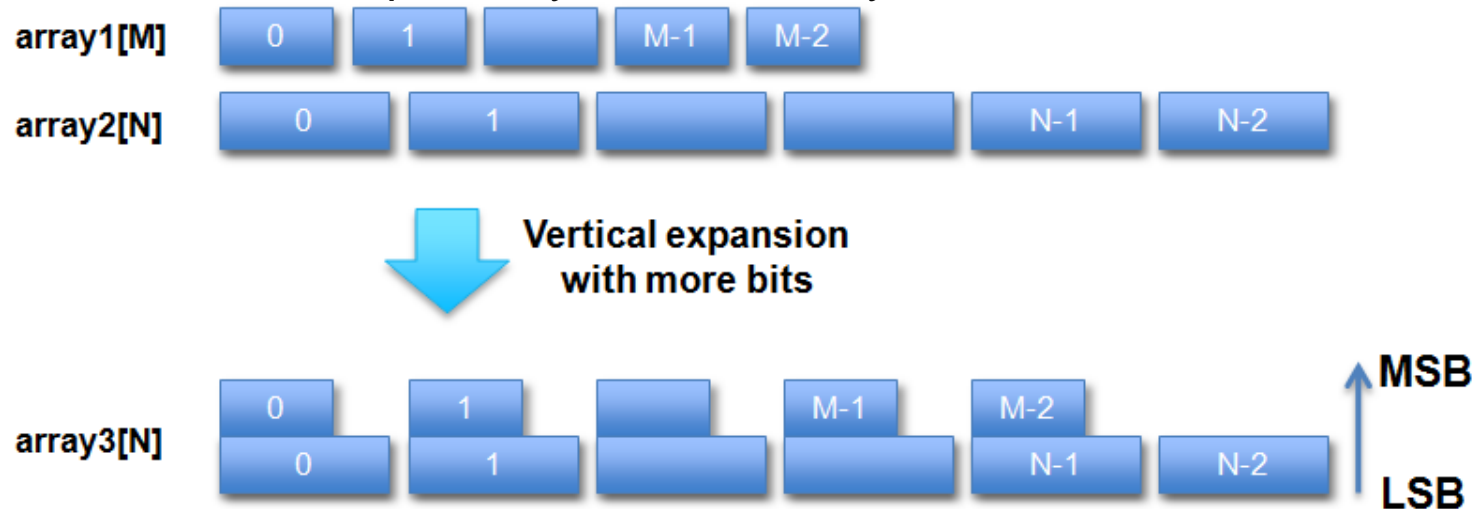 array1[M] 0 1 M-1 M-2
array2[N] 0 1 N-1 N-2
Vertical expansion
with more bits
MSB
0 1 M-1 M-2
array3[N]
0 1 N-1 N-2
LSB